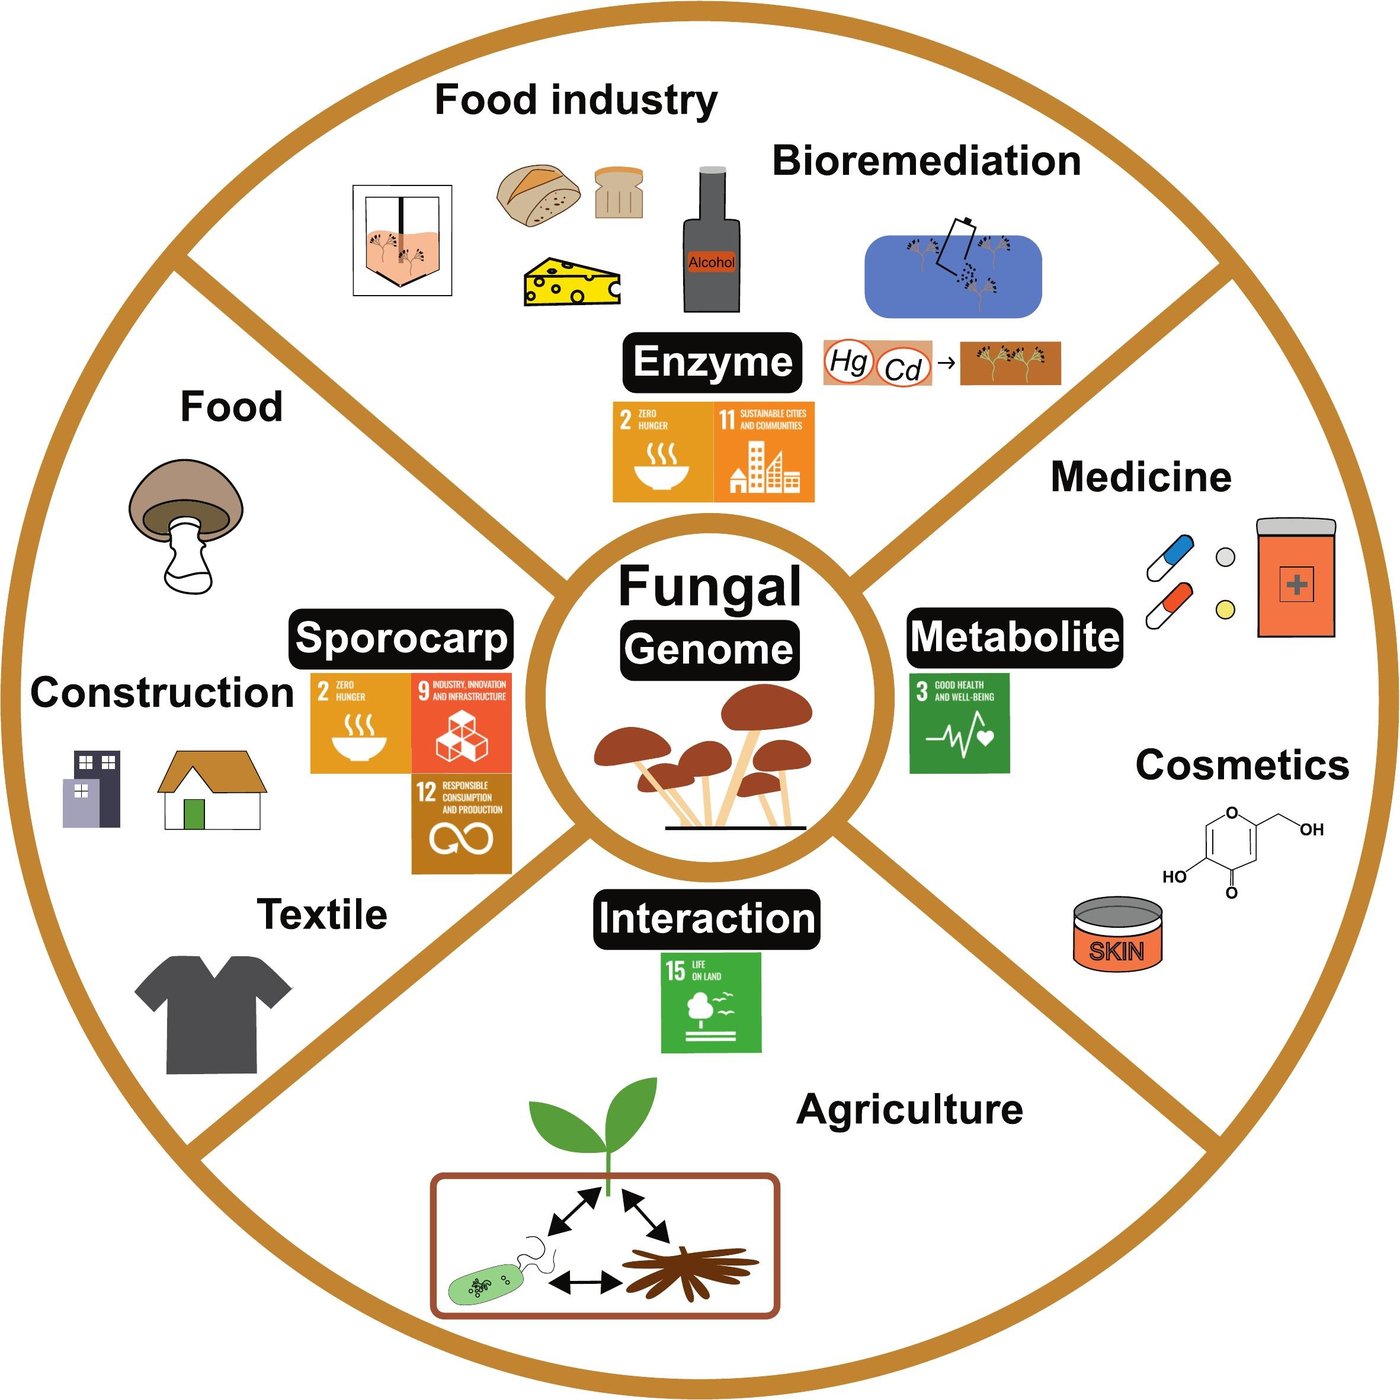 Food industry
Bioremediation
Alcohol
Enzyme
Hg Cd
2 ZERO
HUNGER
11 SUSTAINABLE CITIES
AND COMMUNITIES
Food
Medicine
Fungal
Genome
Sporocarp
2 ZERO
HUNGER
9 INDUSTRY, INNOVATION
AND INFRASTRUCTURE
12 RESPONSIBLE
CONSUMPTION
AND PRODUCTION
Metabolite
3 GOOD HEALTH
AND WELL-BEING
Construction
Cosmetics
O
OH
HO
O
SKIN
Textile
Interaction
15 LIFE
ON LAND
Agriculture